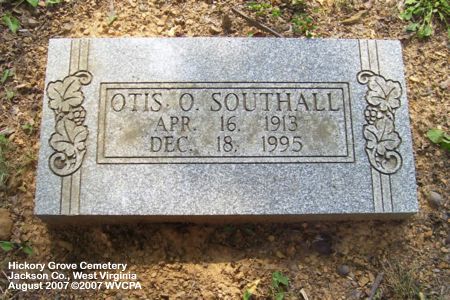 OTIS O. SOUTHALL
APR. 16, 1913
DEC. 18, 1995
Hickory Grove Cemetery
Jackson Co., West Virginia
August 2007 ©2007 WVCPA